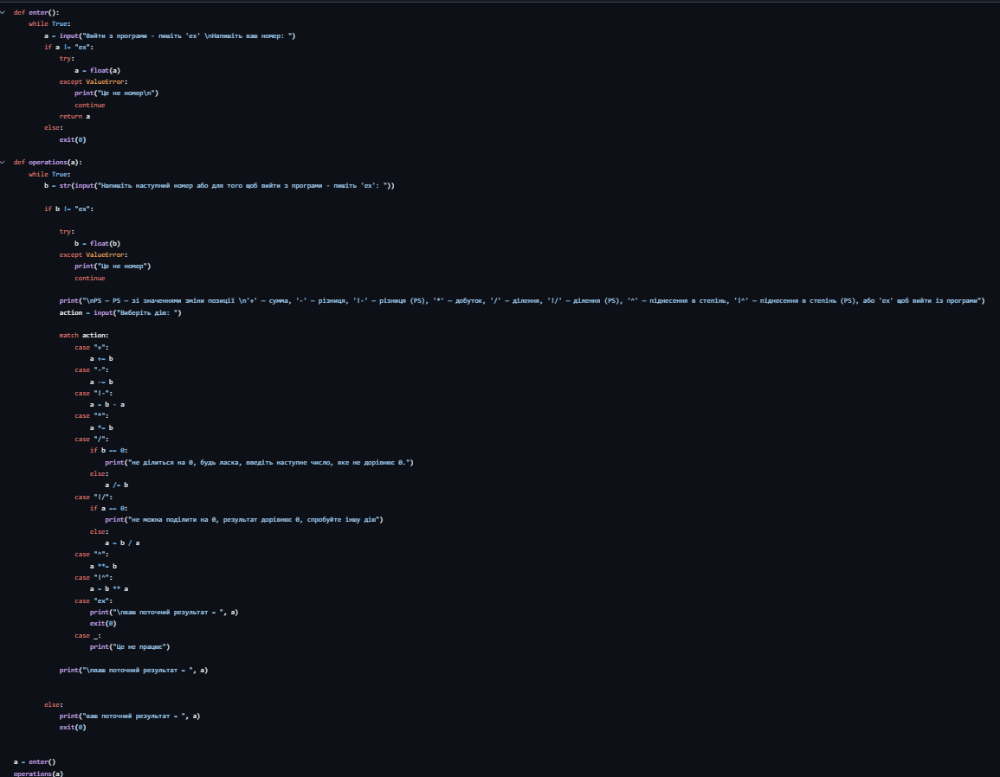 def enter():
    while True:
        a = input("Вийти з програми - пишіть 'ex' \nНапишіть ваш номер: ")
        if a != "ex":
            try:
                a = float(a)
            except ValueError:
                print("Це не номер\n")
                continue
            return a
        else:
            exit(0)
def operations(a):
    while True:
        b = str(input("Напишіть наступний номер або для того щоб вийти з програми - пишіть 'ex': "))
        if b != "ex":
            try:
                b = float(b)
            except ValueError:
                print("Це не номер")
                continue
            print("\nPS — PS — зі значеннями зміни позиції \n'+' — сумма, '-' — різниця, '!-' — різниця (PS), '*' — добуток, '/' — ділення, '!/' — ділення (PS), '^' — піднесення в степінь, '!^' — піднесення в степінь (PS), або 'ex' щоб вийти із програми")
            action = input("Виберіть дію: ")
            match action:
                case "+":
                    a += b
                case "-":
                    a -= b
                case "!-":
                    a = b - a
                case "*":
                    a *= b
                case "/":
                    if b == 0:
                        print("не ділиться на 0, будь ласка, введіть наступне число, яке не дорівнює 0.")
                    else:
                        a /= b
                case "!/":
                    if a == 0:
                        print("не можна поділити на 0, результат дорівнює 0, спробуйте іншу дію")
                    else:
                        a = b / a
                case "^":
                    a **= b
                case "!^":
                    a = b ** a
                case "ex":
                    print("\nваш поточний результат = ", a)
                    exit(0)
                case _:
                    print("Це не працює")
            print("\nваш поточний результат = ", a)
        else:
            print("ваш поточний результат = ", a)
            exit(0)
a = enter()
operations(a)